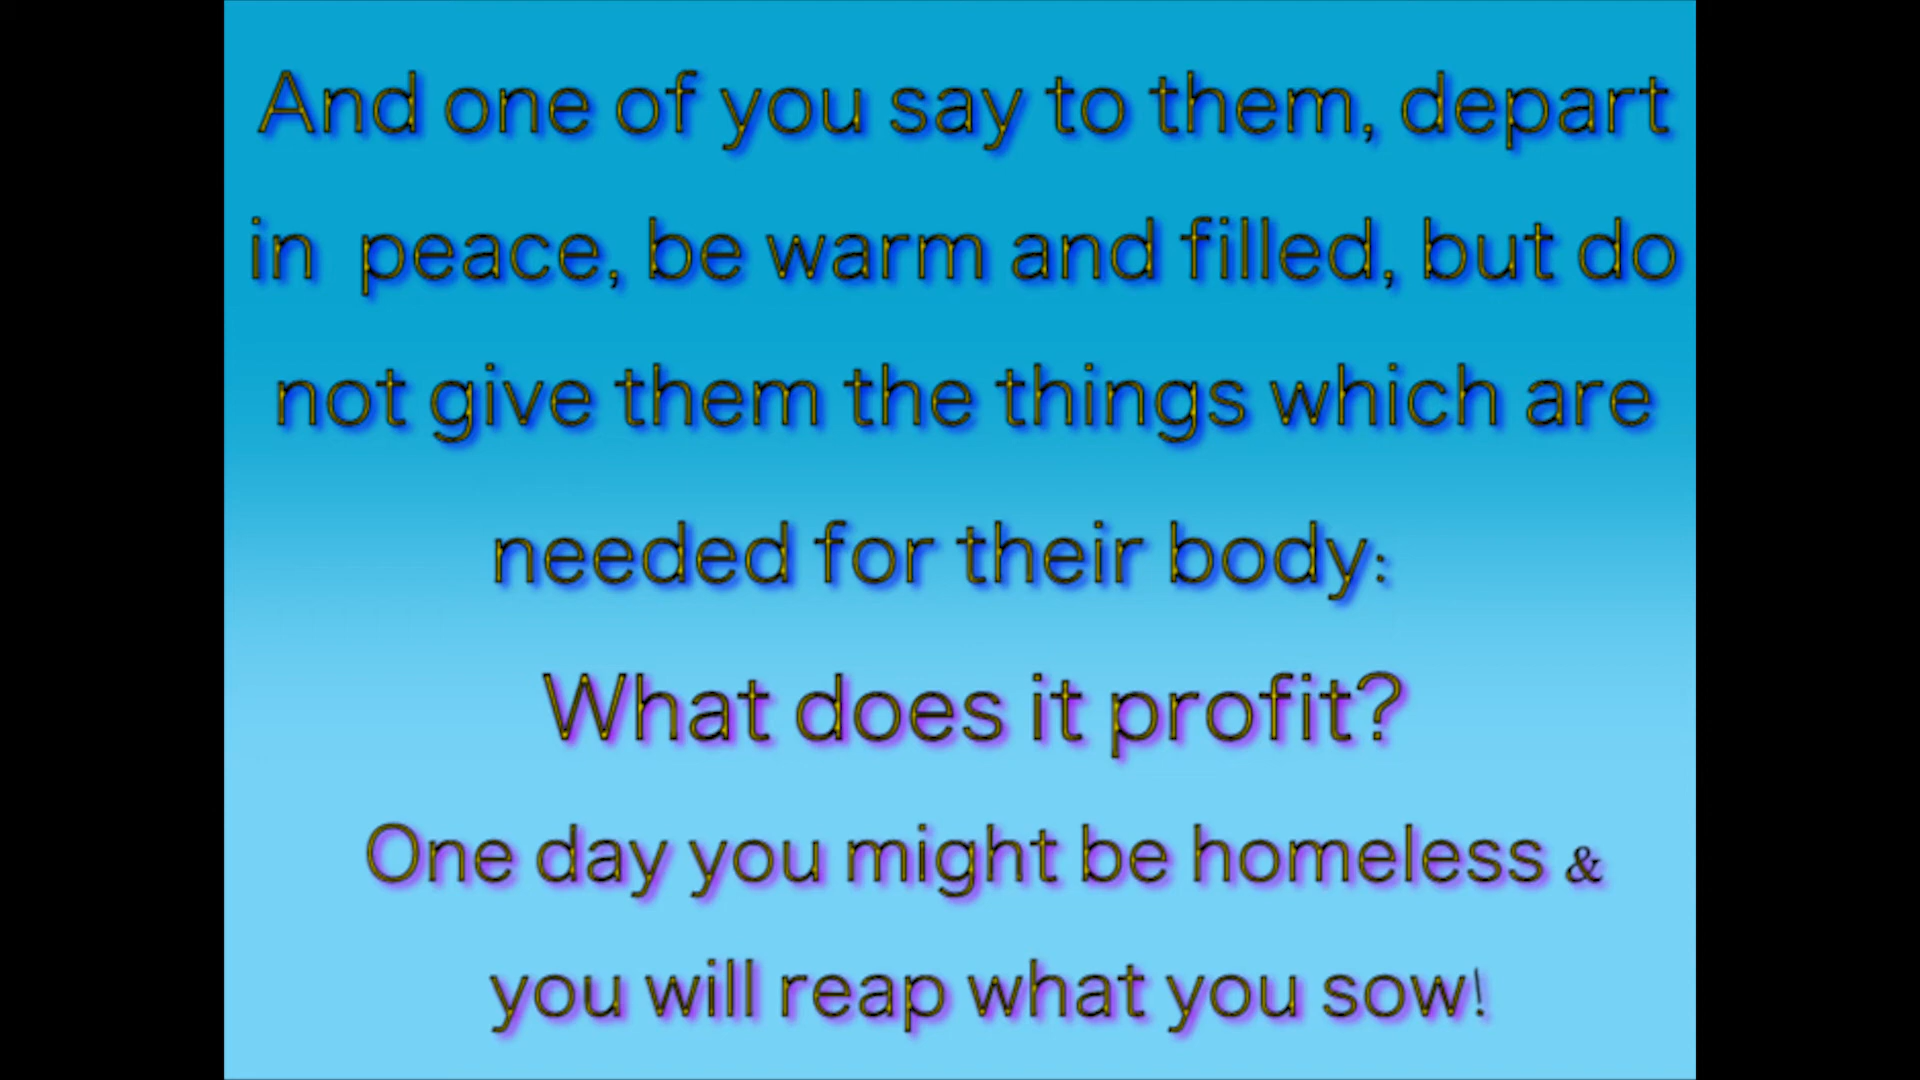 And one of you say to them, depart
in peace, be warm and filled, but do
not give them the things which are
needed for their body:
What does it profit?
One day you might be homeless &
you will reap what you sow!